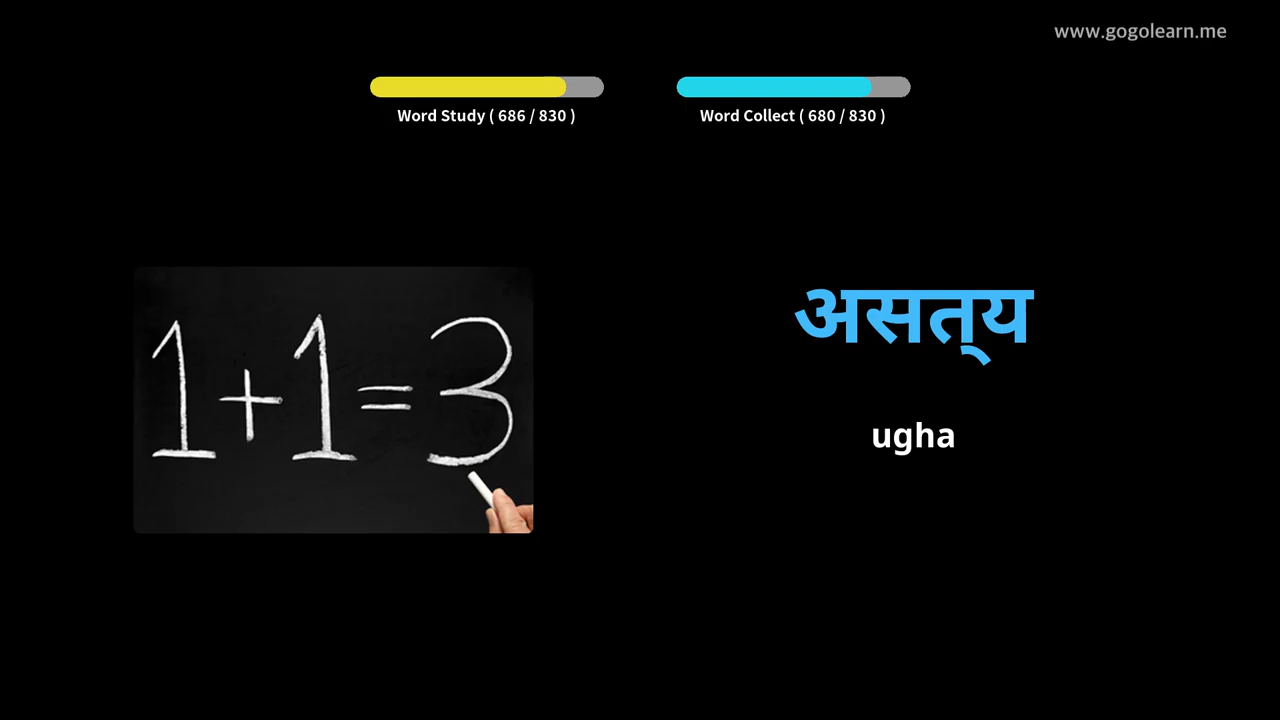 www.gogolearn.me
Word Study ( 686 / 830 )
Word Collect ( 680 / 830 )
1+1=3
असत्‌य
ugha